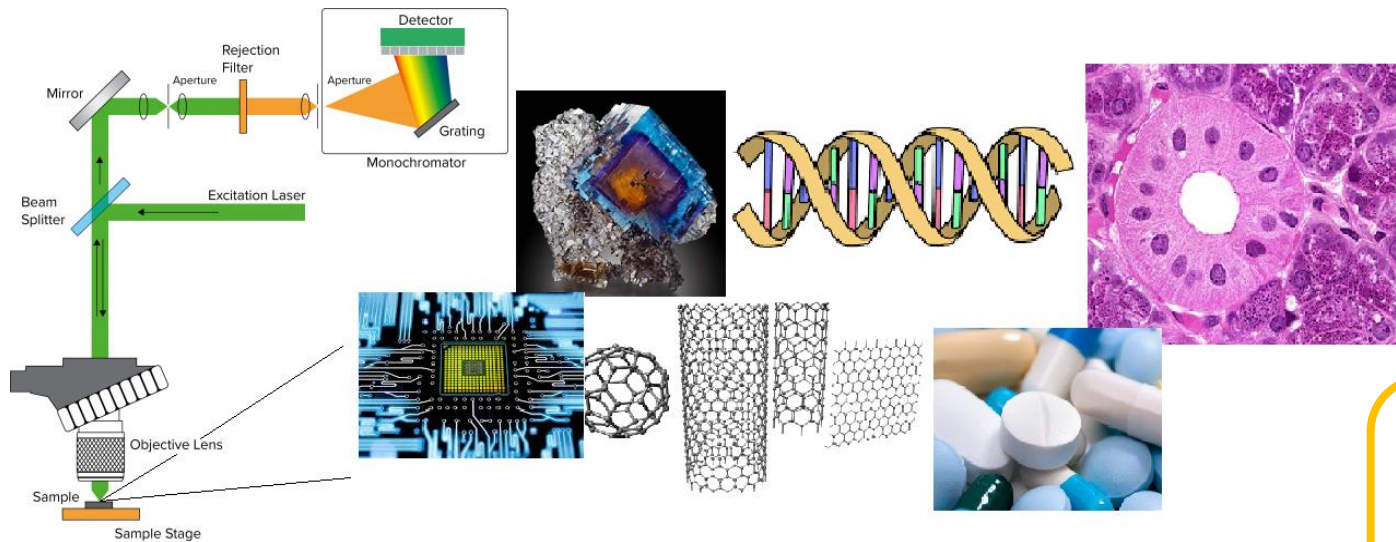 Detector
Rejection
Filter
Aperture
Aperture
Mirror
Grating
Monochromator
Excitation Laser
Beam
Splitter
Objective Lens
Sample
Sample Stage